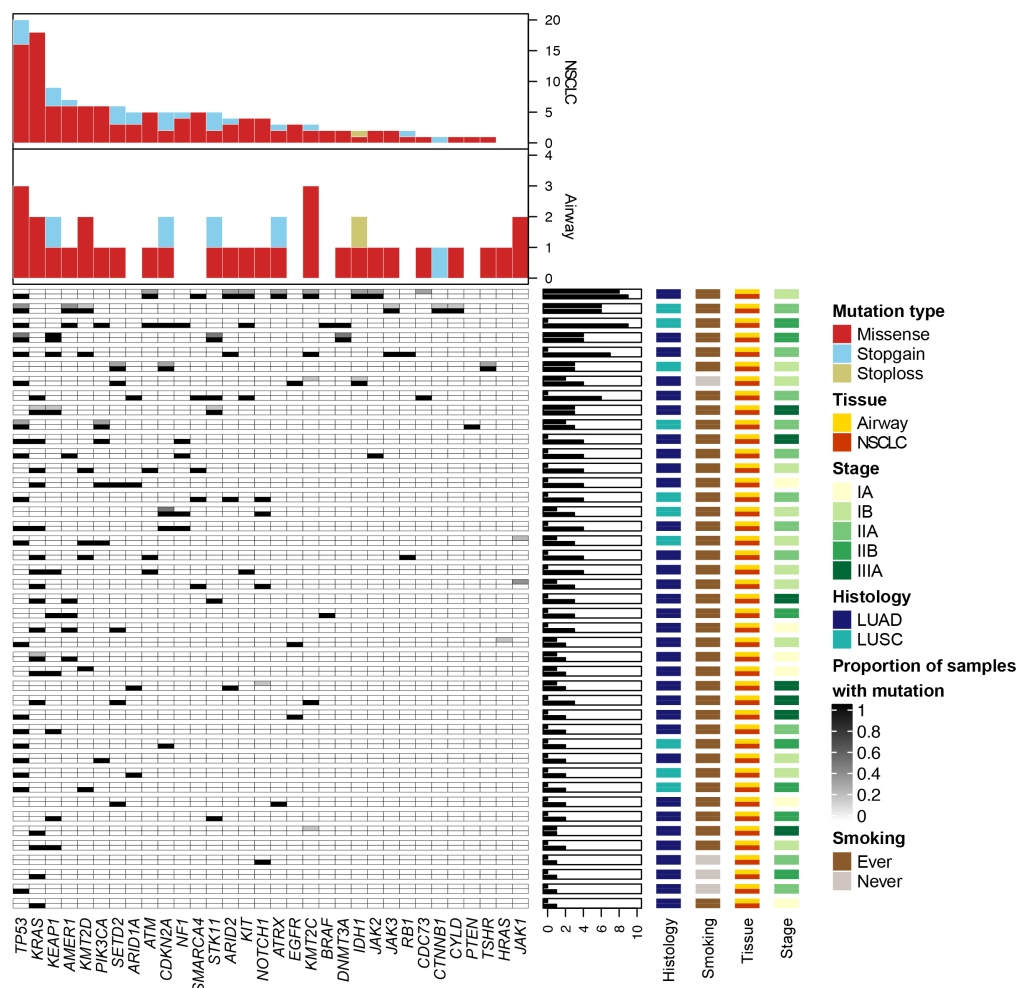 20
15
10
5
0
NSCLC
4
3
2
1
0
Airway
TP53
KRAS
KEAP1
AMER1
KMT2D
PIK3CA
SETD2
ARID1A
ATM
CDKN2A
NF1
SMARCA4
STK11
ARID2
KIT
NOTCH1
ATRX
EGFR
KMT2C
BRAF
DNMT3A
IDH1
JAK2
JAK3
RB1
CDC73
CTNNB1
CYLD
PTEN
TSHR
HRAS
JAK1
0
2
4
6
8
10
Histology
Smoking
Tissue
Stage
Mutation type
Missense
Stopgain
Stoploss
Tissue
Airway
NSCLC
Stage
IA
IB
IIA
IIB
IIIA
Histology
LUAD
LUSC
Proportion of samples
with mutation
1
0.8
0.6
0.4
0.2
0
Smoking
Ever
Never